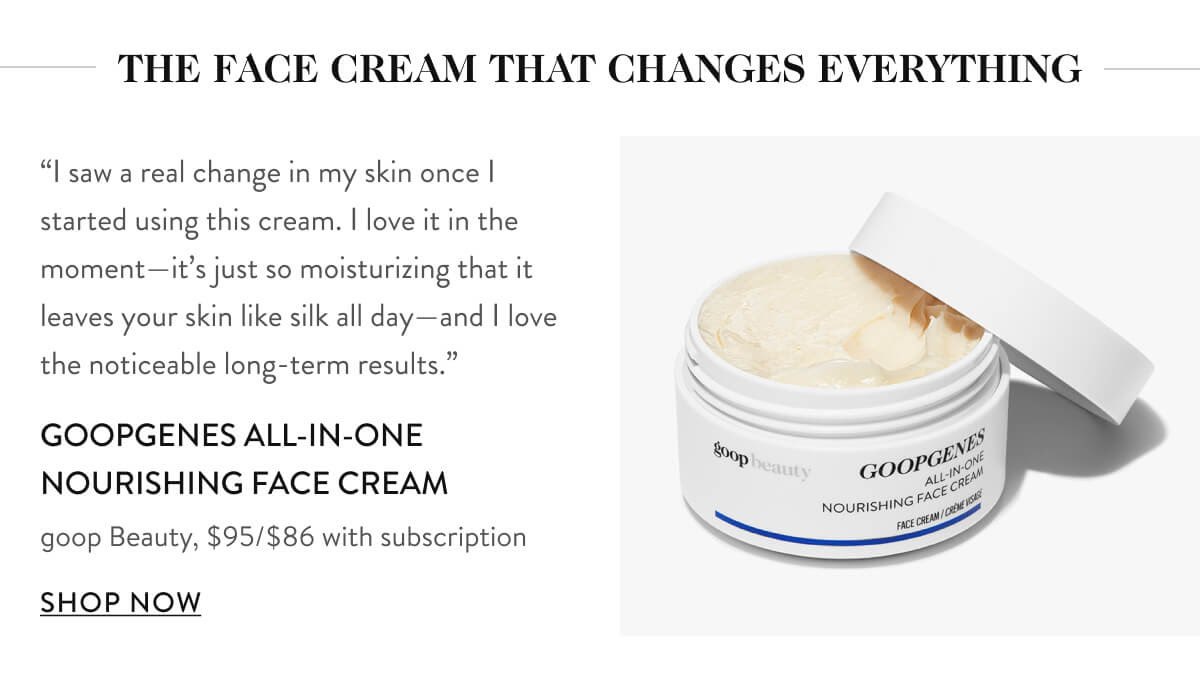 THE FACE CREAM THAT CHANGES EVERYTHING
“I saw a real change in my skin once I
started using this cream. I love it in the
moment—it’s just so moisturizing that it
leaves your skin like silk all day—and I love
the noticeable long-term results.”
GOOPGENES ALL-IN-ONE
NOURISHING FACE CREAM
goop Beauty, $95/$86 with subscription
SHOP NOW
goop beauty
GOOPGENES
ALL-IN-ONE
NOURISHING FACE CREAM
FACE CREAM / CRÈME VISAGE